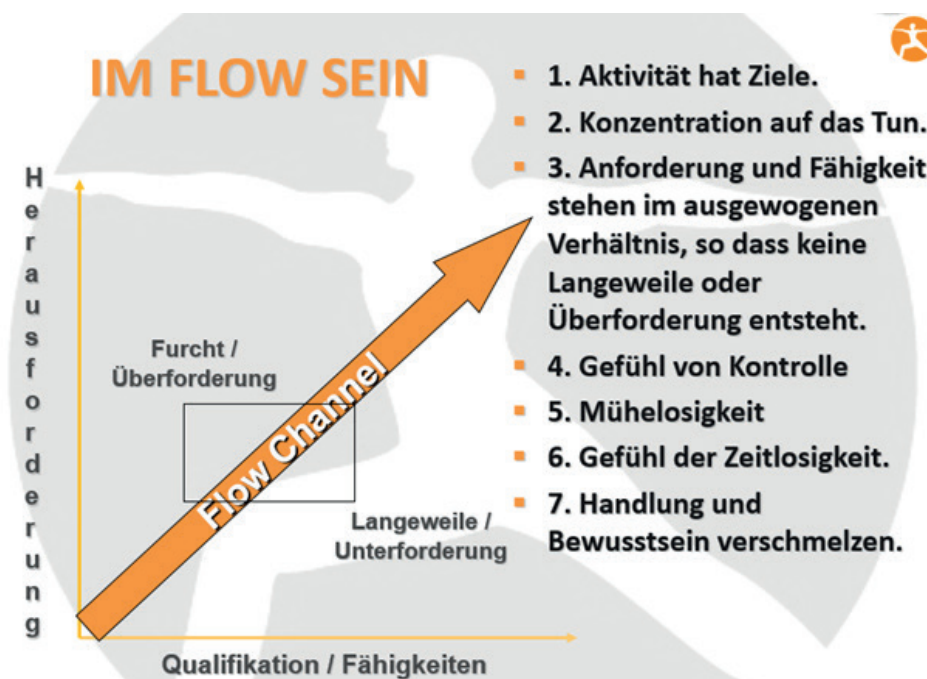 IM FLOW SEIN
Herausforderung
Furcht /
Überforderung
Flow Channel
Langeweile /
Unterforderung
Qualifikation / Fähigkeiten
1. Aktivität hat Ziele.
2. Konzentration auf das Tun.
3. Anforderung und Fähigkeit
stehen im ausgewogenen
Verhältnis, so dass keine
Langeweile oder
Überforderung entsteht.
4. Gefühl von Kontrolle
5. Mühelosigkeit
6. Gefühl der Zeitlosigkeit.
7. Handlung und
Bewusstsein verschmelzen.